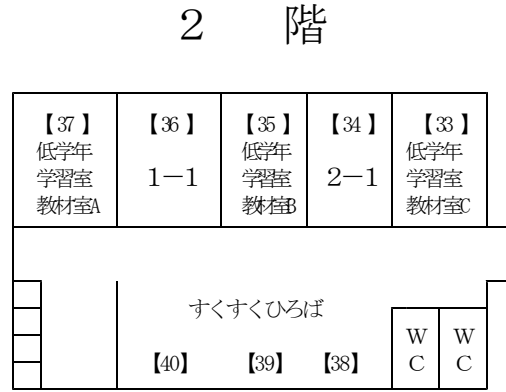 2 階
【37】 【36】 【35】 【34】 【33】
低学年 低学年 低学年
学習室 1－1 学習室 2－1 学習室
教材室A 教材室B 教材室C
すくすくひろば
W W
【40】 【39】 【38】 C C